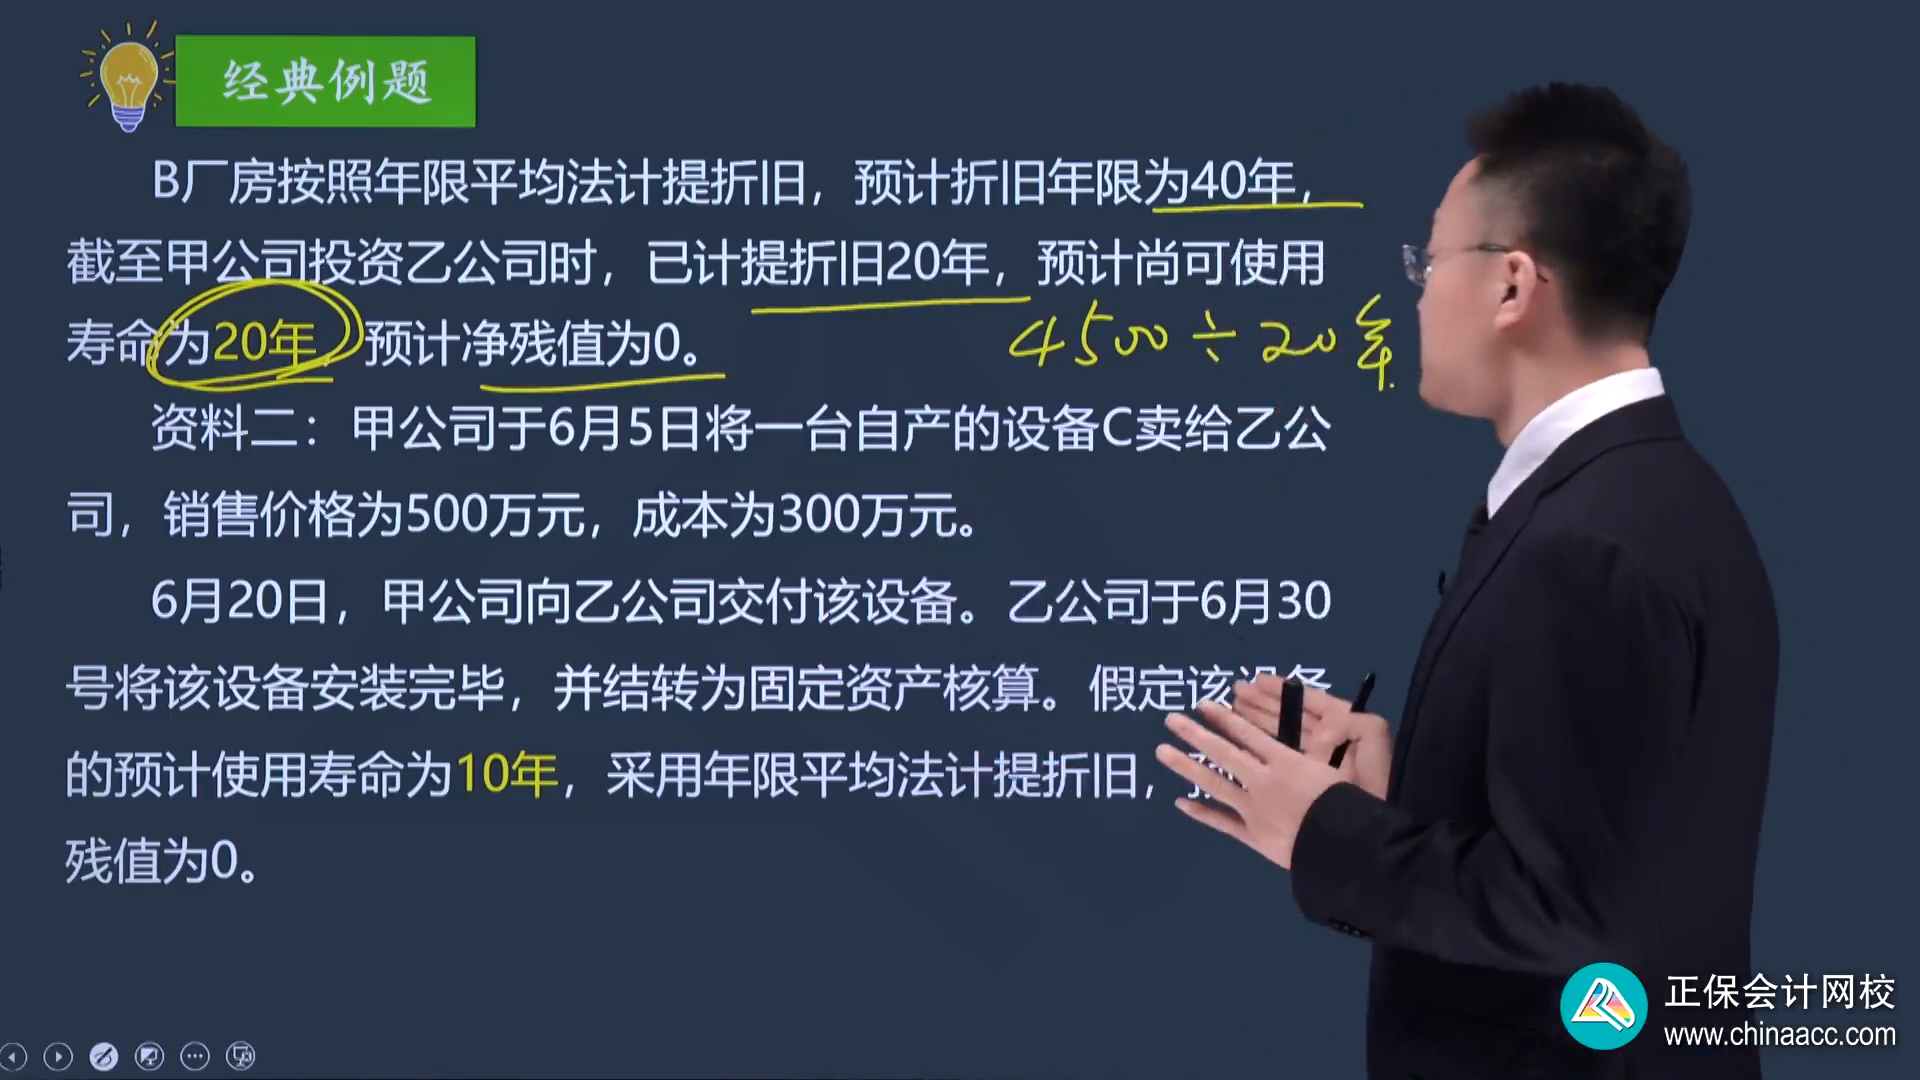 经典例题
B厂房按照年限平均法计提折旧，预计折旧年限为40年，
截至甲公司投资乙公司时，已计提折旧20年，预计尚可使用
寿命为20年，预计净残值为0。
4500÷20年
资料二：甲公司于6月5日将一台自产的设备C卖给乙公
司，销售价格为500万元，成本为300万元。
6月20日，甲公司向乙公司交付该设备。乙公司于6月30
号将该设备安装完毕，并结转为固定资产核算。假定该设备
的预计使用寿命为10年，采用年限平均法计提折旧，
残值为0。
正保会计网校
www.chinaacc.com